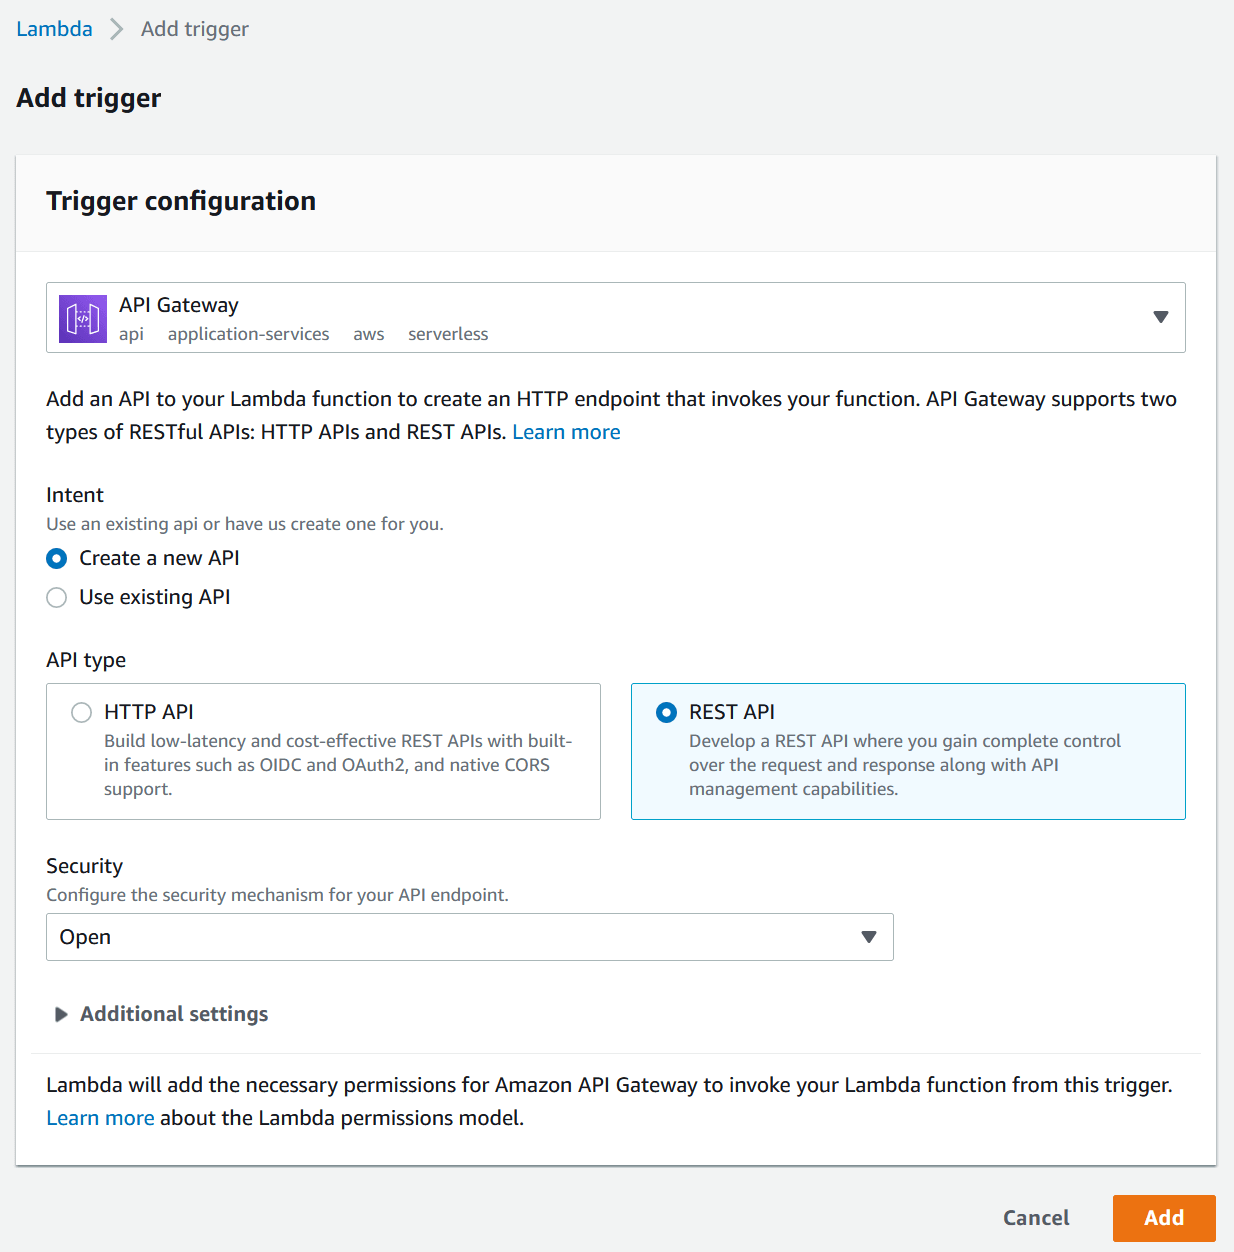 Lambda > Add trigger
Add trigger
Trigger configuration
API Gateway
api application-services aws serverless
Add an API to your Lambda function to create an HTTP endpoint that invokes your function. API Gateway supports two
types of RESTful APIs: HTTP APIs and REST APIs. Learn more
Intent
Use an existing api or have us create one for you.
Create a new API
Use existing API
API type
HTTP API
Build low-latency and cost-effective REST APIs with built-
in features such as OIDC and OAuth2, and native CORS
support.
REST API
Develop a REST API where you gain complete control
over the request and response along with API
management capabilities.
Security
Configure the security mechanism for your API endpoint.
Open
Additional settings
Lambda will add the necessary permissions for Amazon API Gateway to invoke your Lambda function from this trigger.
Learn more about the Lambda permissions model.
Cancel Add